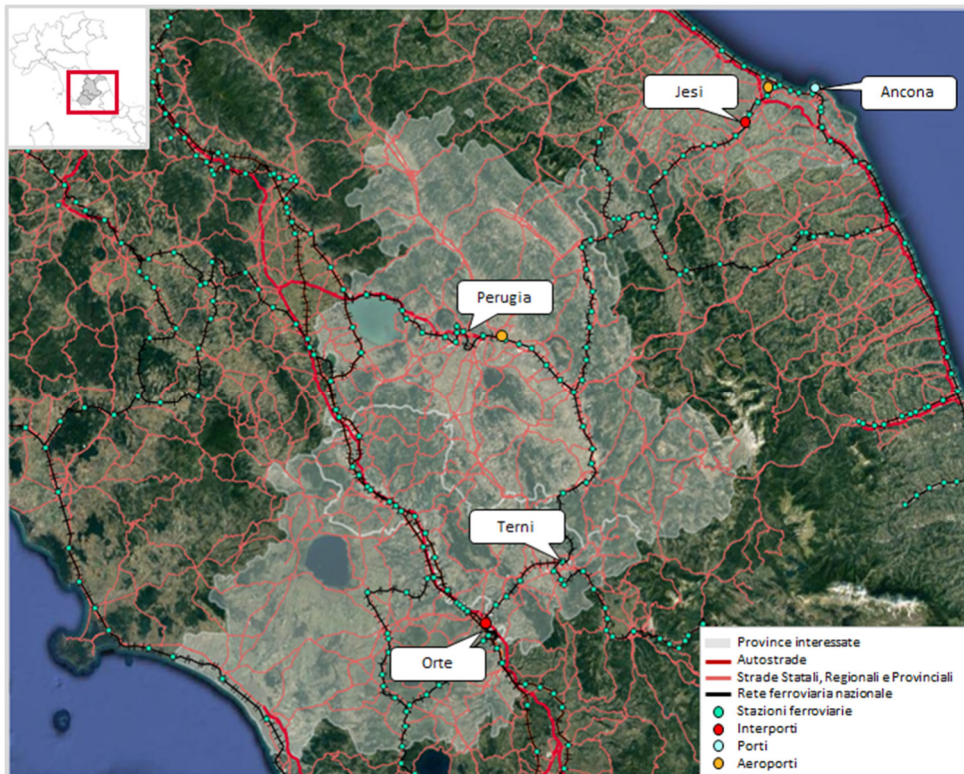 Jesi
Ancona
Perugia
Terni
Orte
Province interessate
Autostrade
Strade Statali, Regionali e Provinciali
Rete ferroviaria nazionale
Stazioni ferroviarie
Interporti
Porti
Aeroporti